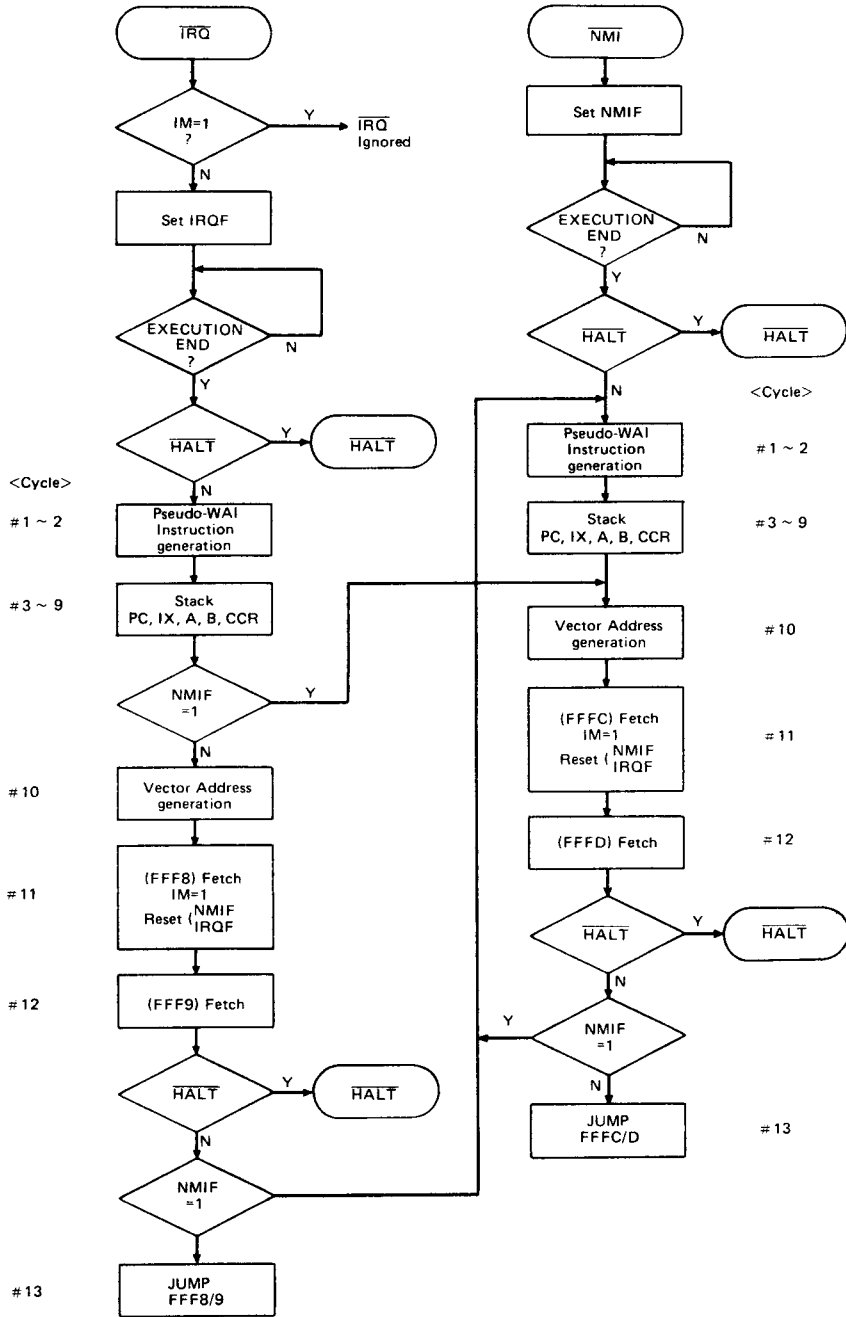 IRQ
IM=1
?
Y
IRQ
Ignored
N
Set IRQF
EXECUTION
END
?
N
Y
HALT
Y
HALT
N
<Cycle>
#1 ~ 2
Pseudo-WAI
Instruction
generation
#3 ~ 9
Stack
PC, IX, A, B, CCR
NMIF
=1
Y
N
#10
Vector Address
generation
#11
(FFF8) Fetch
IM=1
Reset (NMIF
IRQF
#12
(FFF9) Fetch
HALT
Y
HALT
N
NMIF
=1
#13
JUMP
FFF8/9
NMI
Set NMIF
EXECUTION
END
?
N
Y
HALT
Y
HALT
N
<Cycle>
Pseudo-WAI
Instruction
generation
#1 ~ 2
Stack
PC, IX, A, B, CCR
#3 ~ 9
Vector Address
generation
#10
(FFFC) Fetch
IM=1
Reset (NMIF
IRQF
#11
(FFFD) Fetch
#12
HALT
Y
HALT
N
Y
NMIF
=1
N
JUMP
FFFC/D
#13